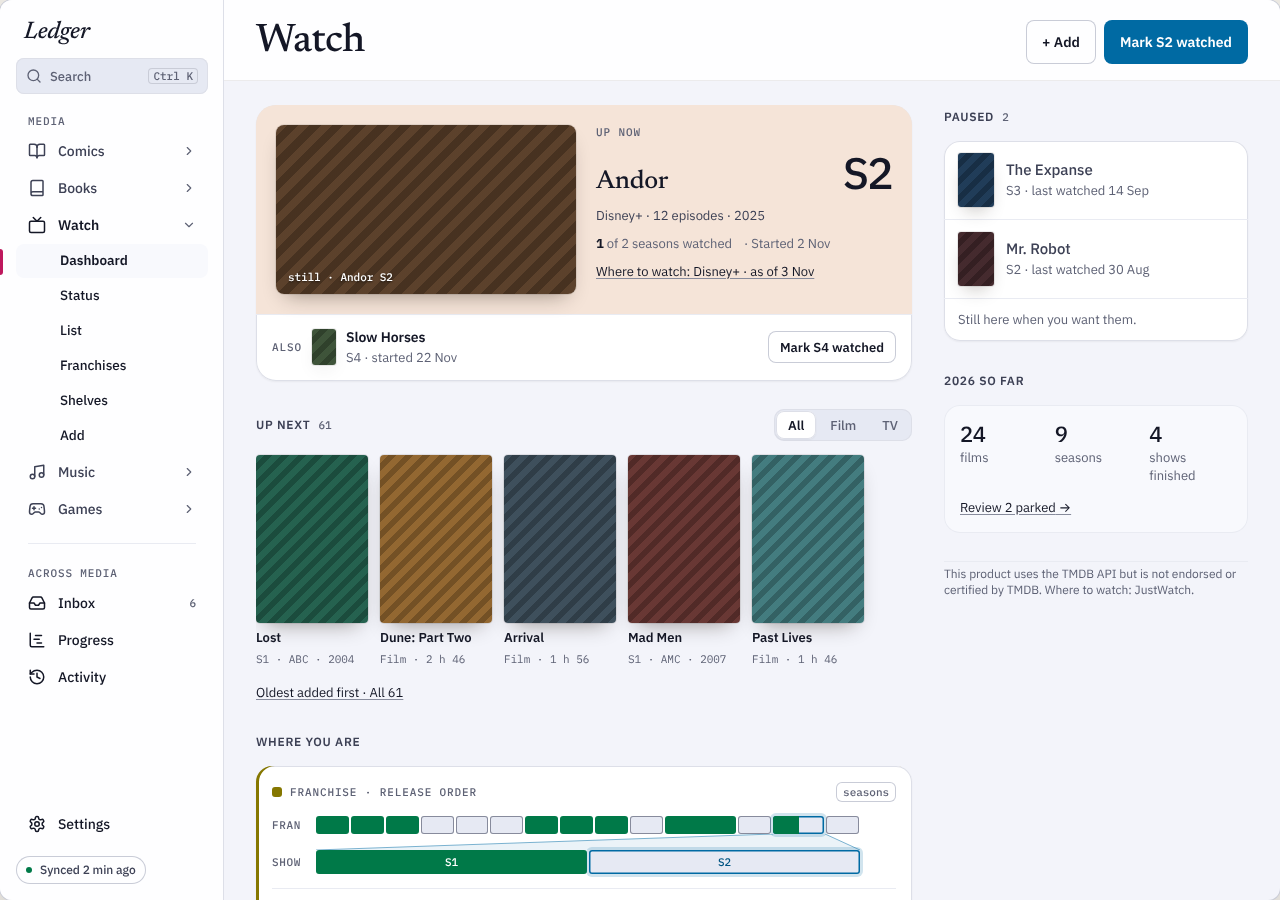 Ledger
Search
Ctrl K
MEDIA
Comics
Books
Watch
Dashboard
Status
List
Franchises
Shelves
Add
Music
Games
ACROSS MEDIA
Inbox 6
Progress
Activity
Settings
Synced 2 min ago
Watch
+ Add
Mark S2 watched
still · Andor S2
UP NOW
Andor
S2
Disney+ · 12 episodes · 2025
1 of 2 seasons watched · Started 2 Nov
Where to watch: Disney+ · as of 3 Nov
ALSO
Slow Horses
S4 · started 22 Nov
Mark S4 watched
UP NEXT 61
All
Film
TV
Lost
S1 · ABC · 2004
Dune: Part Two
Film · 2 h 46
Arrival
Film · 1 h 56
Mad Men
S1 · AMC · 2007
Past Lives
Film · 1 h 46
Oldest added first · All 61
WHERE YOU ARE
FRANCHISE · RELEASE ORDER
seasons
FRAN
SHOW
S1
S2
PAUSED 2
The Expanse
S3 · last watched 14 Sep
Mr. Robot
S2 · last watched 30 Aug
Still here when you want them.
2026 SO FAR
24
films
9
seasons
4
shows
finished
Review 2 parked →
This product uses the TMDB API but is not endorsed or
certified by TMDB. Where to watch: JustWatch.